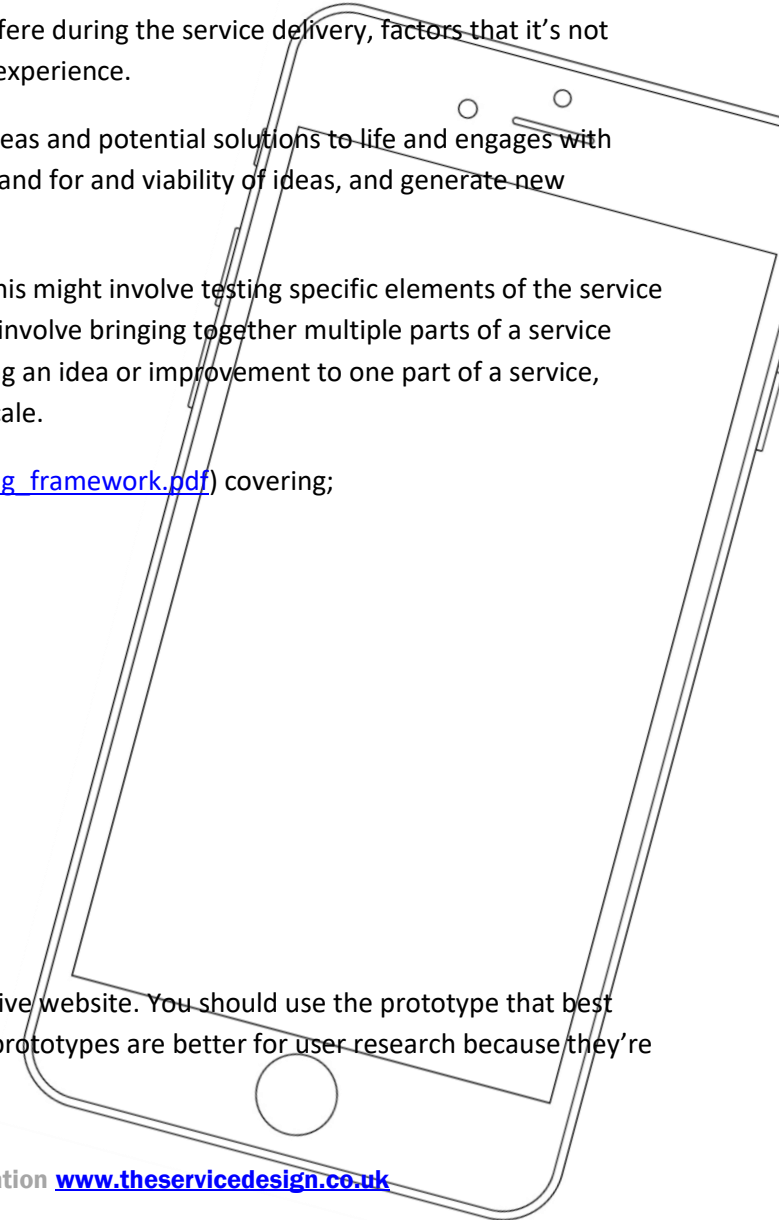 fere during the service delivery, factors that it’s not
experience.
eas and potential solutions to life and engages with
and for and viability of ideas, and generate new
his might involve testing specific elements of the service
involve bringing together multiple parts of a service
g an idea or improvement to one part of a service,
cale.
g_framework.pdf) covering;
ive website. You should use the prototype that best
prototypes are better for user research because they’re
ation www.theservicedesign.co.uk